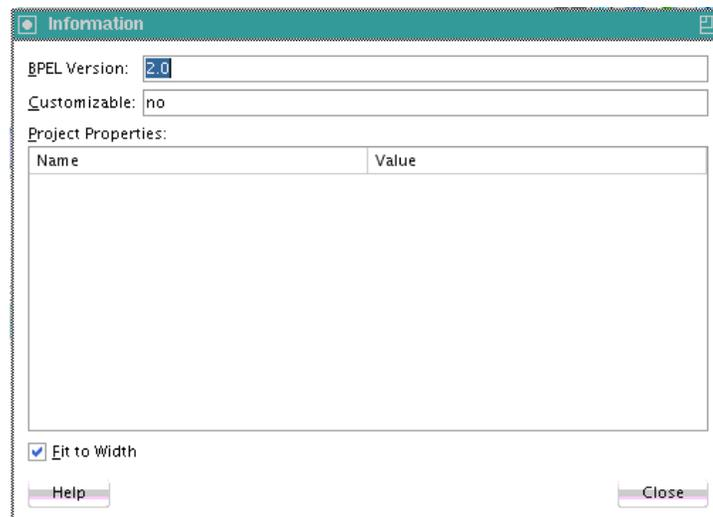 Information
BPEL Version: 2.0
Customizable: no
Project Properties:
Name Value
Fit to Width
Help Close